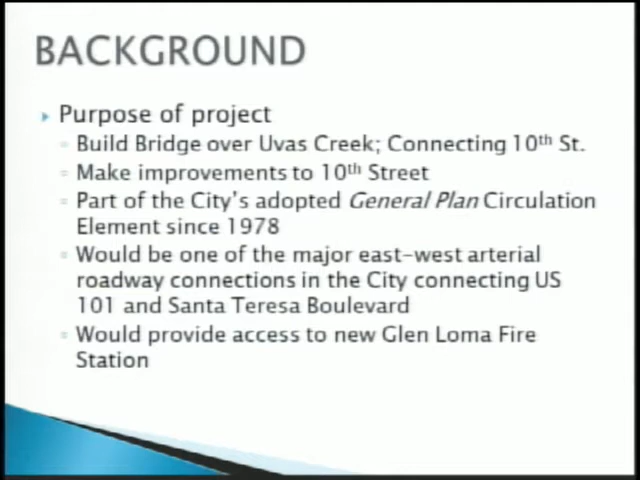 BACKGROUND
Purpose of project
Build Bridge over Uvas Creek; Connecting 10th St.
Make improvements to 10th Street
Part of the City's adopted General Plan Circulation
Element since 1978
Would be one of the major east-west arterial
roadway connections in the City connecting US
101 and Santa Teresa Boulevard
Would provide access to new Glen Loma Fire
Station